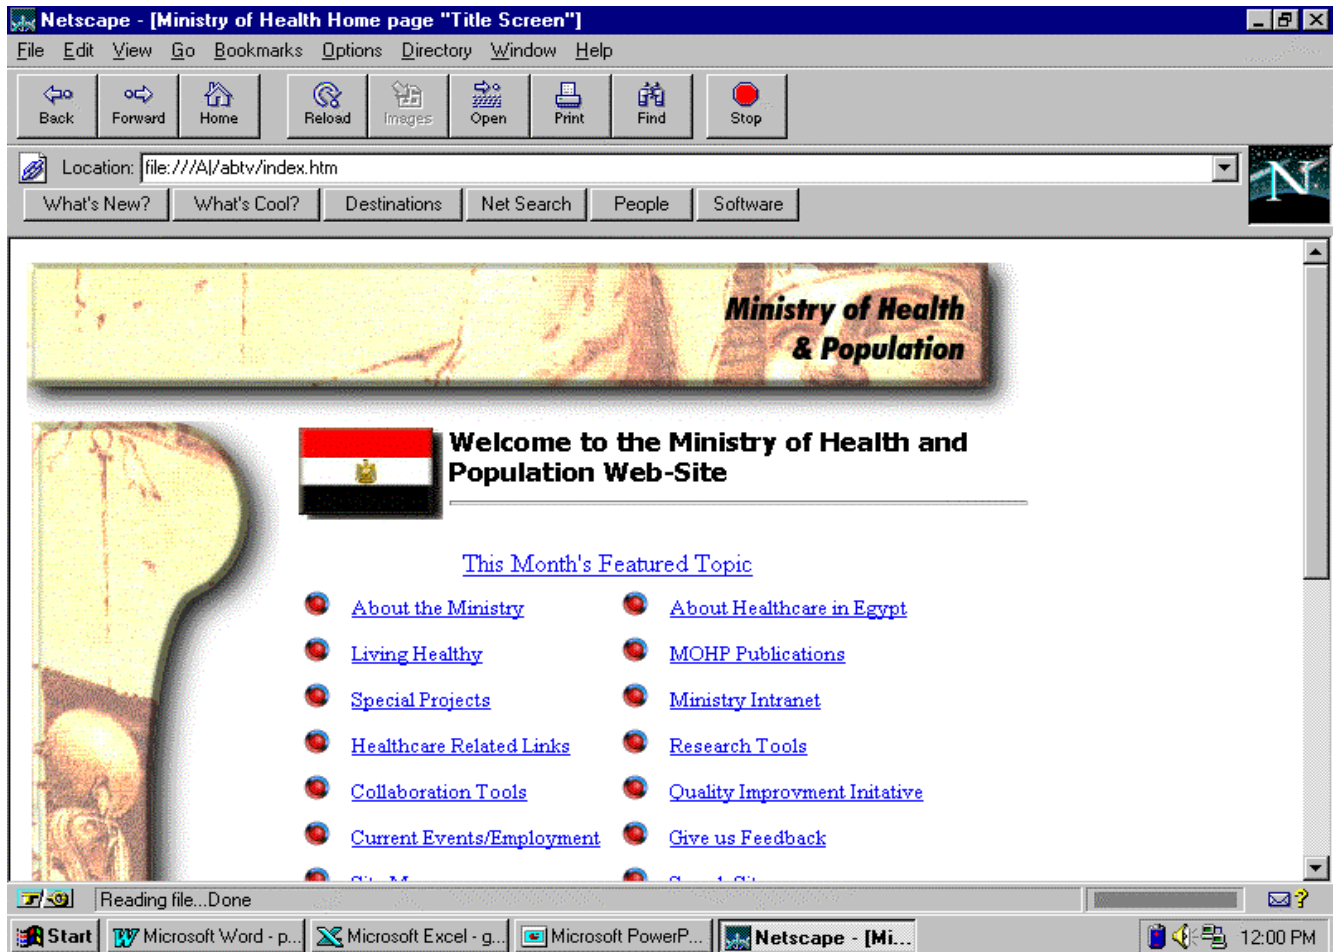 Netscape - [Ministry of Health Home page "Title Screen"]
File Edit View Go Bookmarks Options Directory Window Help
Back Forward Home Reload Images Open Print Find Stop
Location: file:///A|/abtv/index.htm
What's New? What's Cool? Destinations Net Search People Software
N
Ministry of Health
& Population
Welcome to the Ministry of Health and
Population Web-Site
This Month's Featured Topic
About the Ministry About Healthcare in Egypt
Living Healthy MOHP Publications
Special Projects Ministry Intranet
Healthcare Related Links Research Tools
Collaboration Tools Quality Improvment Initative
Current Events/Employment Give us Feedback
Reading file...Done
Start Microsoft Word - p... Microsoft Excel - g... Microsoft PowerP... Netscape - [Mi... 12:00 PM